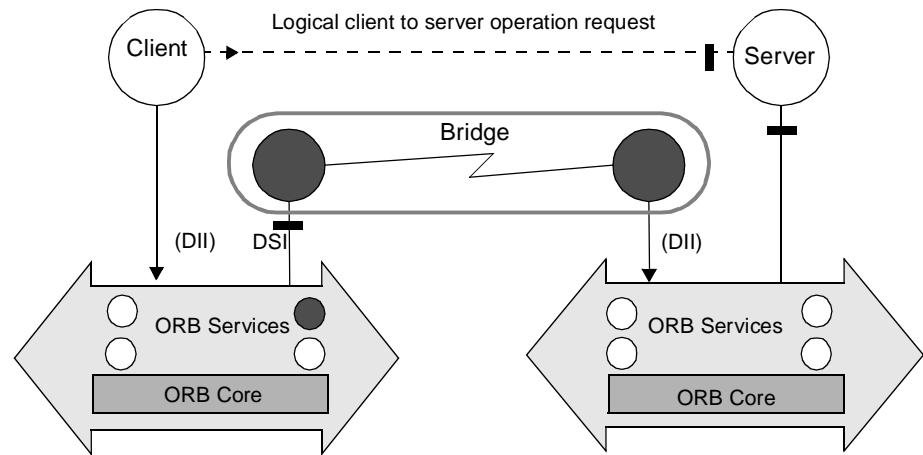 Logical client to server operation request
Client
Server
Bridge
(DII)
DSI
(DII)
ORB Services
ORB Services
ORB Core
ORB Core